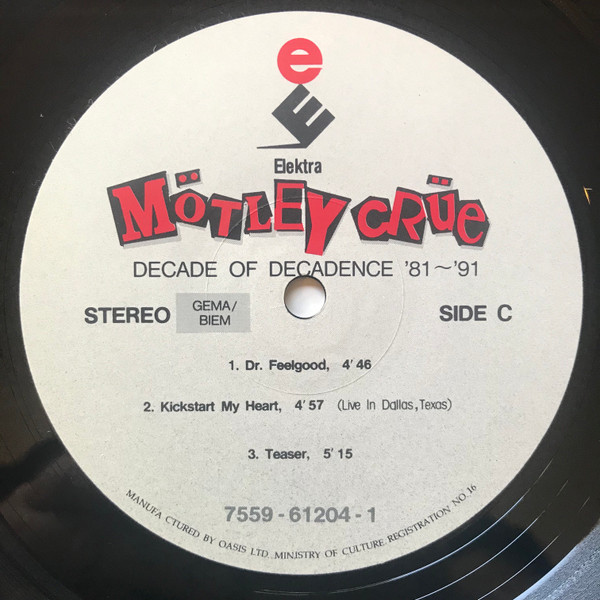 e
E
Elektra
MÖTLEY CRÜE
DECADE OF DECADENCE '81~'91
STEREO GEMA/
BIEM
SIDE C
1. Dr. Feelgood, 4'46
2. Kickstart My Heart, 4'57 (Live In Dallas,Texas)
3. Teaser, 5'15
7559-61204-1
MANUFA CTURED BY OASIS LTD. MINISTRY OF CULTURE REGISTRATION NO. 16